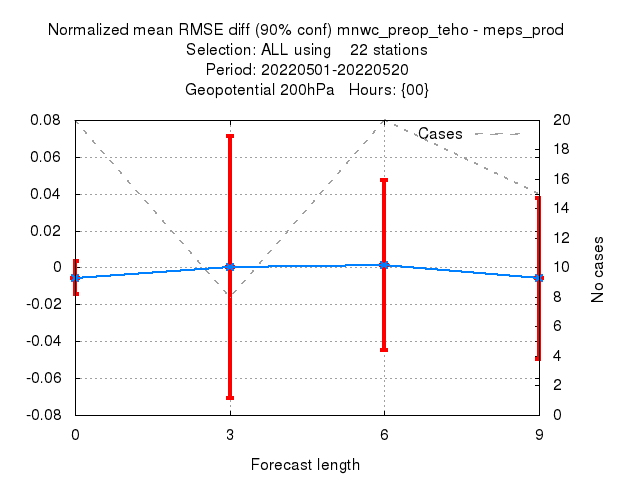 Normalized mean RMSE diff (90% conf) mnwc_preop_teho - meps_prod
Selection: ALL using    22 stations
Period: 20220501-20220520
Geopotential 200hPa   Hours: {00}
Cases
0.08
0.06
0.04
0.02
0
-0.02
-0.04
-0.06
-0.08
20
18
16
14
12
10
8
6
4
2
0
No cases
0 3 6 9
Forecast length